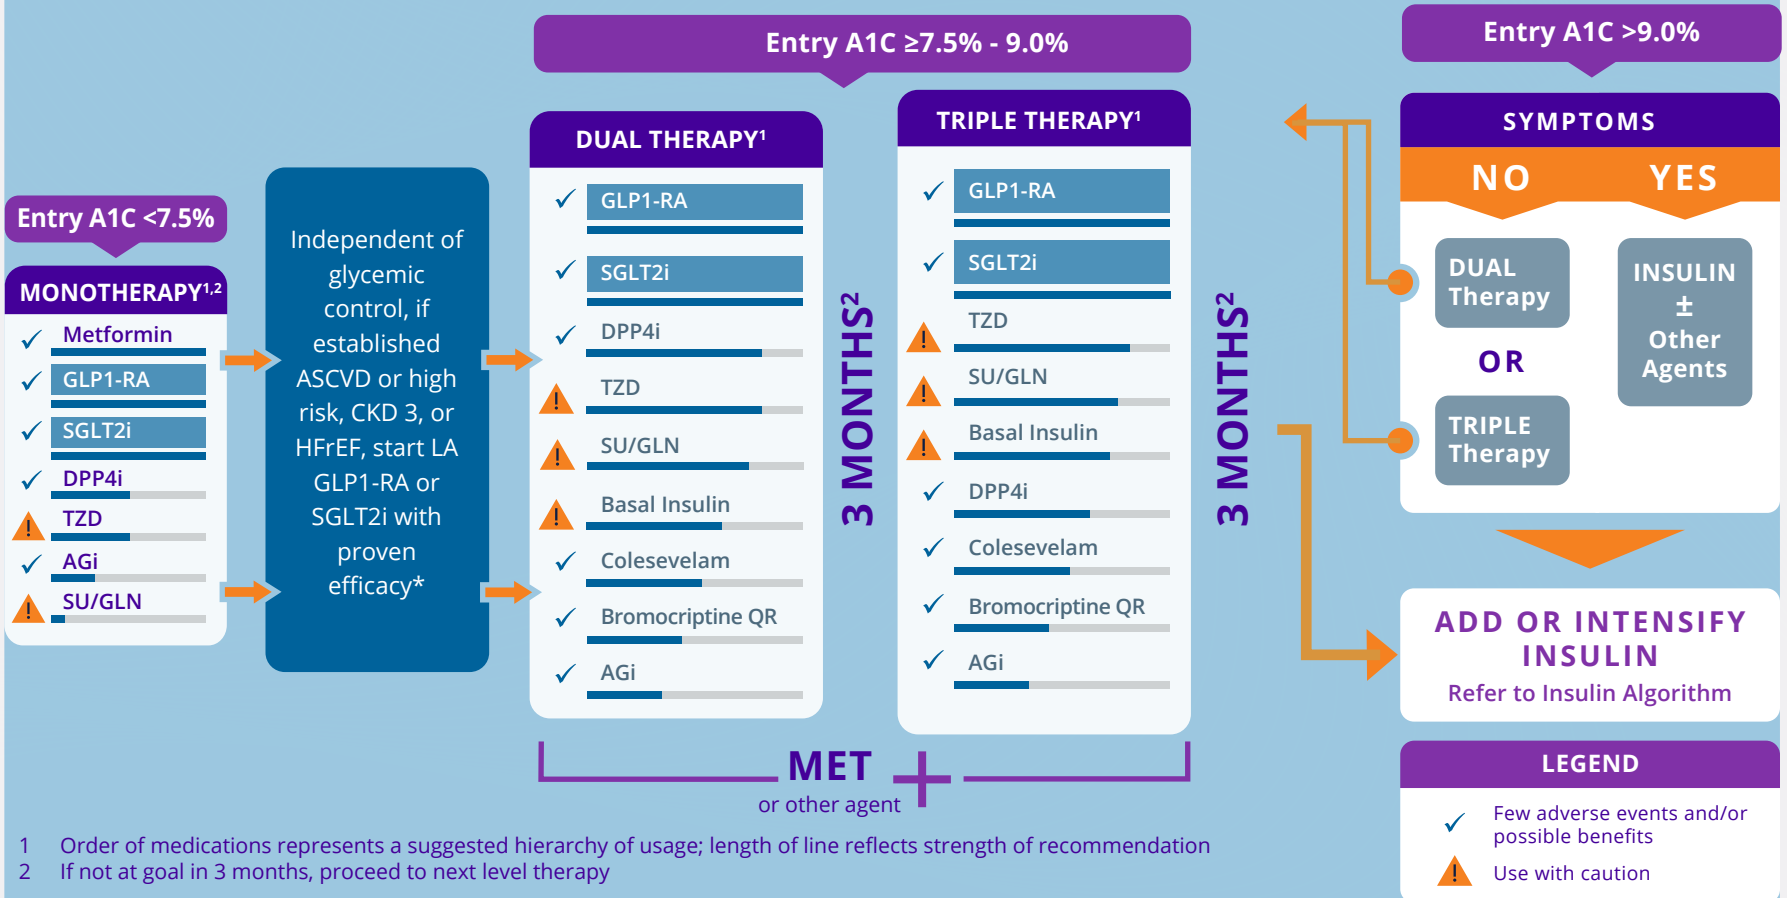 Entry A1C <7.5%
MONOTHERAPY1,2
Metformin
GLP1-RA
SGLT2i
DPP4i
TZD
AGi
SU/GLN
Independent of
glycemic
control, if
established
ASCVD or high
risk, CKD 3, or
HFrEF, start LA
GLP1-RA or
SGLT2i with
proven
efficacy*
Entry A1C ≥7.5% - 9.0%
DUAL THERAPY1
GLP1-RA
SGLT2i
DPP4i
TZD
SU/GLN
Basal Insulin
Colesevelam
Bromocriptine QR
AGi
3 MONTHS2
TRIPLE THERAPY1
GLP1-RA
SGLT2i
TZD
SU/GLN
Basal Insulin
DPP4i
Colesevelam
Bromocriptine QR
AGi
3 MONTHS2
MET
or other agent
Entry A1C >9.0%
SYMPTOMS
NO
YES
DUAL
Therapy
OR
TRIPLE
Therapy
INSULIN
±
Other
Agents
ADD OR INTENSIFY
INSULIN
Refer to Insulin Algorithm
LEGEND
Few adverse events and/or
possible benefits
Use with caution
1 Order of medications represents a suggested hierarchy of usage; length of line reflects strength of recommendation
2 If not at goal in 3 months, proceed to next level therapy